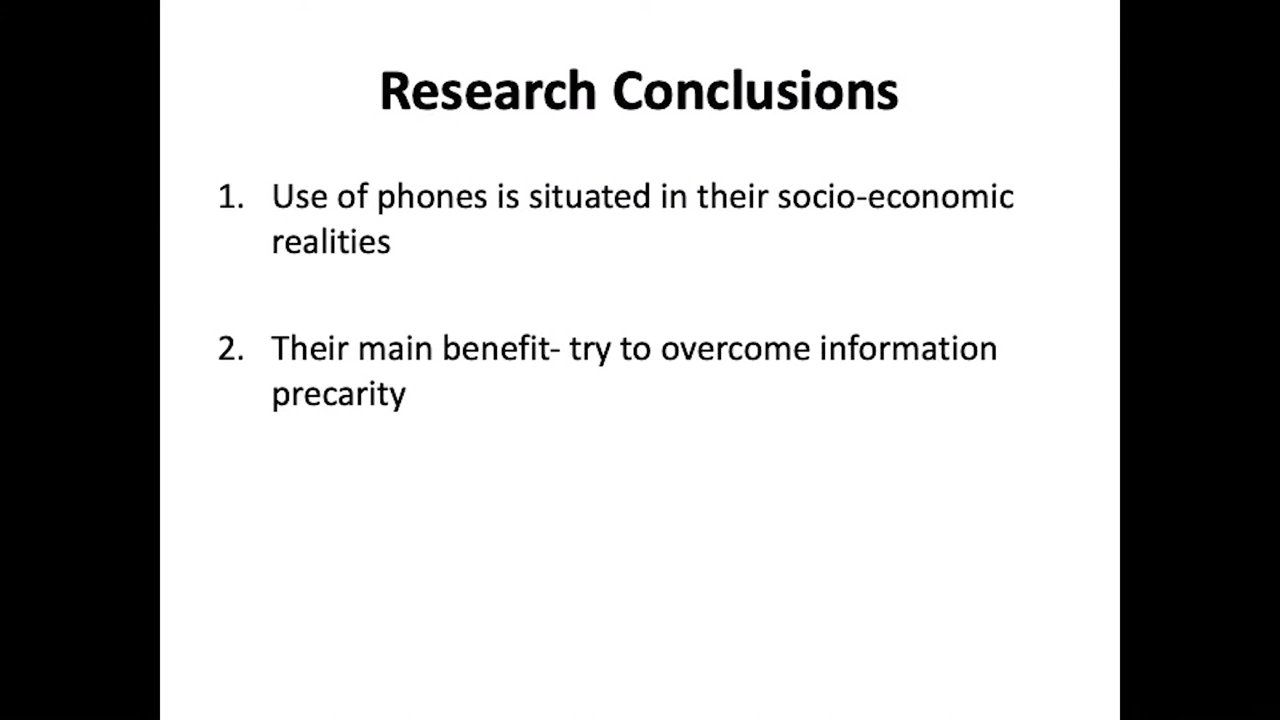 Research Conclusions
1. Use of phones is situated in their socio-economic
realities
2. Their main benefit- try to overcome information
precarity